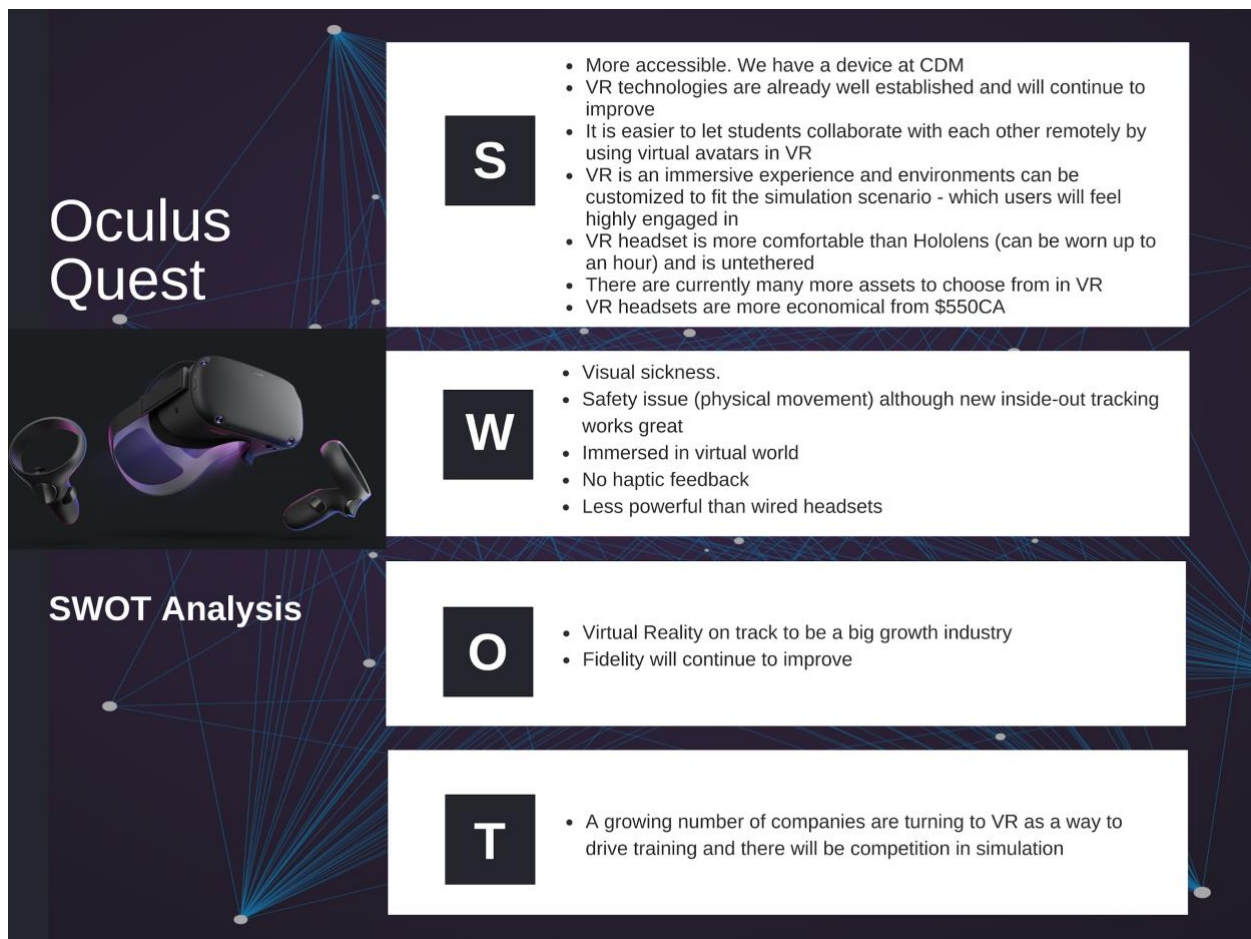 Oculus
Quest
SWOT Analysis
S
• More accessible. We have a device at CDM
• VR technologies are already well established and will continue to
improve
• It is easier to let students collaborate with each other remotely by
using virtual avatars in VR
• VR is an immersive experience and environments can be
customized to fit the simulation scenario - which users will feel
highly engaged in
• VR headset is more comfortable than Hololens (can be worn up to
an hour) and is untethered
• There are currently many more assets to choose from in VR
• VR headsets are more economical from $550CA
W
• Visual sickness.
• Safety issue (physical movement) although new inside-out tracking
works great
• Immersed in virtual world
• No haptic feedback
• Less powerful than wired headsets
O
• Virtual Reality on track to be a big growth industry
• Fidelity will continue to improve
T
• A growing number of companies are turning to VR as a way to
drive training and there will be competition in simulation